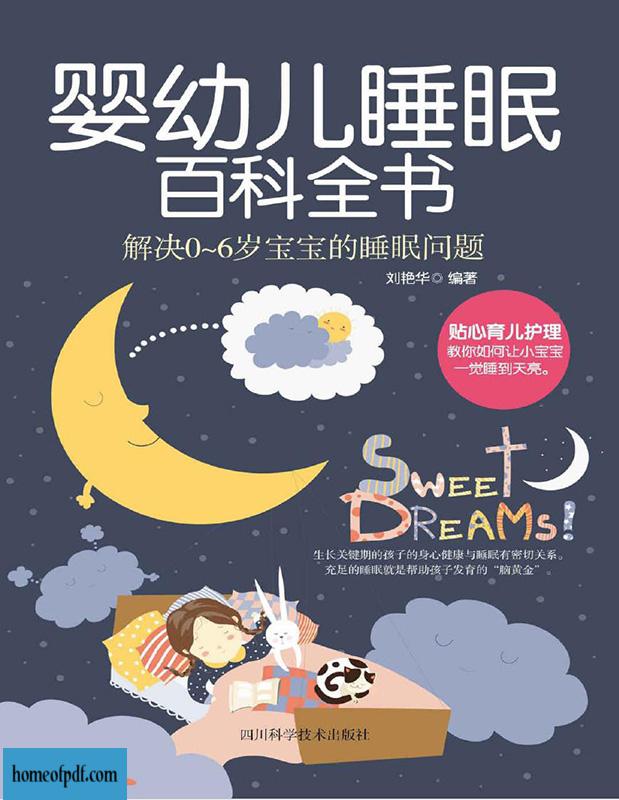 婴幼儿睡眠
百科全书
解决0~6岁宝宝的睡眠问题
刘艳华◎ 编著
贴心育儿护理
教你如何让小宝宝
一觉睡到天亮。
SWEET
DREAMS!
生长关键期的孩子的身心健康与睡眠有密切关系。
充足的睡眠就是帮助孩子发育的“脑黄金”。
四川科学技术出版社
homeofpdf.com